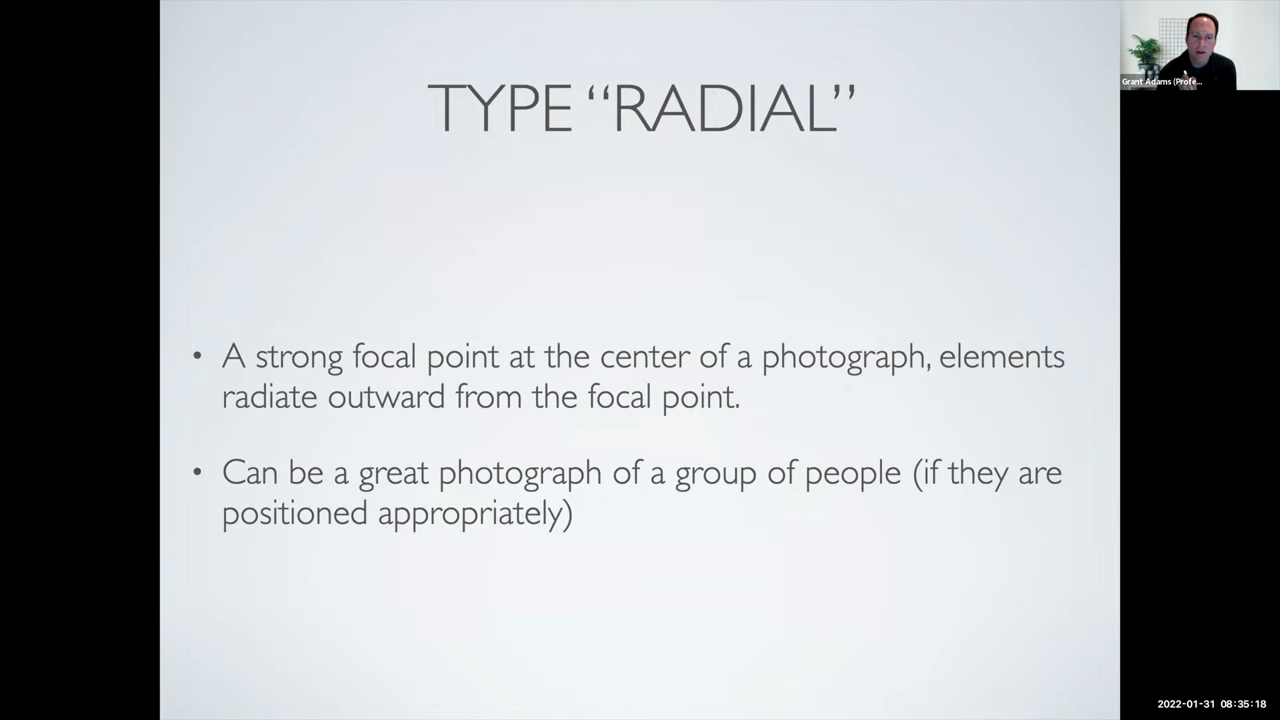 TYPE “RADIAL”
Grant Adams (Profe...
• A strong focal point at the center of a photograph, elements
radiate outward from the focal point.
• Can be a great photograph of a group of people (if they are
positioned appropriately)
2022-01-31 08:35:18